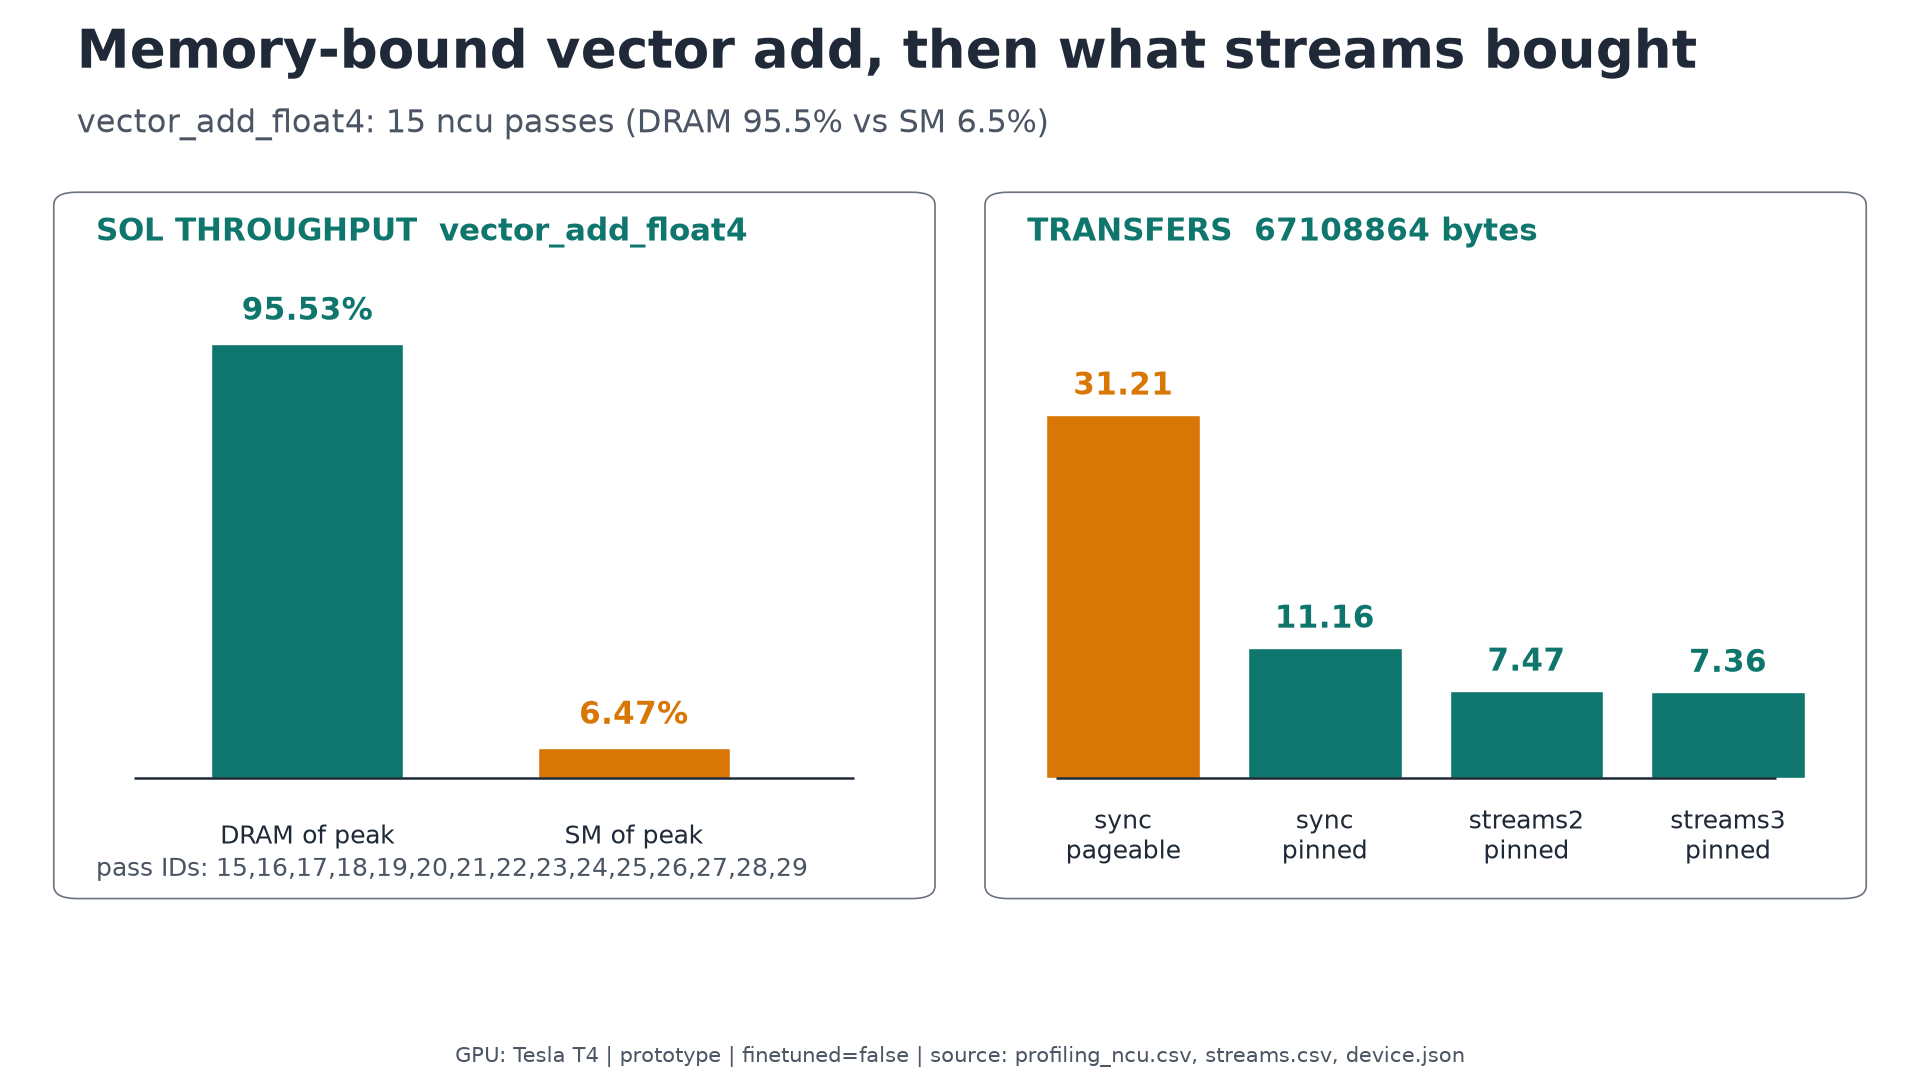 Memory-bound vector add, then what streams bought
vector_add_float4: 15 ncu passes (DRAM 95.5% vs SM 6.5%)
SOL THROUGHPUT  vector_add_float4
95.53%
6.47%
DRAM of peak
SM of peak
pass IDs: 15,16,17,18,19,20,21,22,23,24,25,26,27,28,29
TRANSFERS  67108864 bytes
31.21
11.16
7.47
7.36
sync
pageable
sync
pinned
streams2
pinned
streams3
pinned
GPU: Tesla T4 | prototype | finetuned=false | source: profiling_ncu.csv, streams.csv, device.json